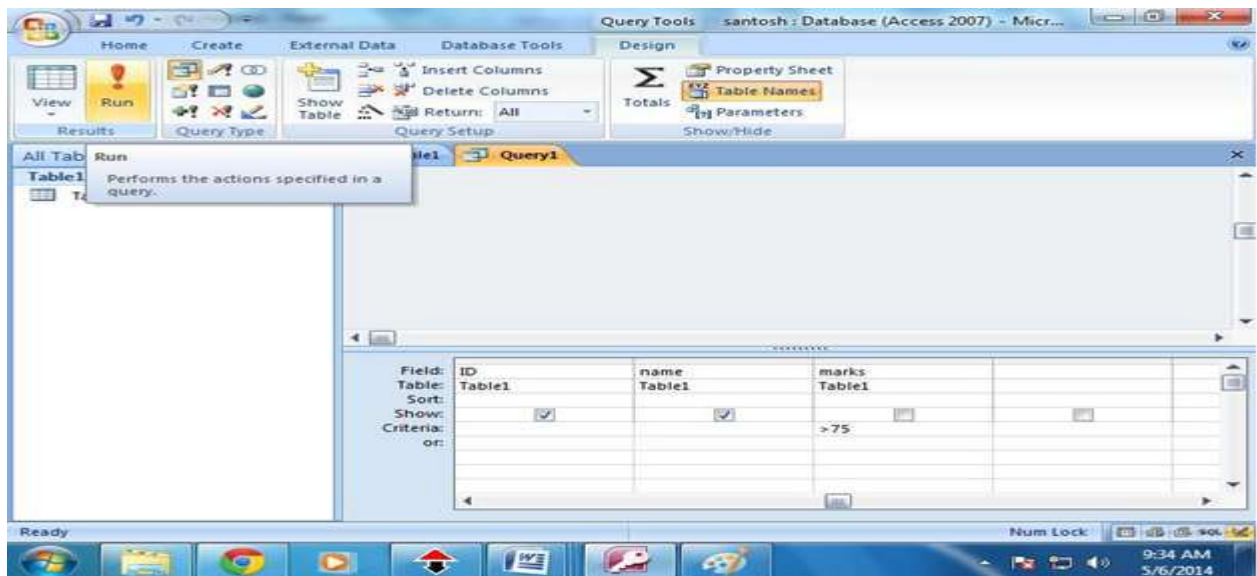 Query Tools santosh : Database (Access 2007) - Micr...
Home Create External Data Database Tools Design
View Run Show Table Insert Columns Delete Columns Return: All Totals Property Sheet Table Names Parameters
Results Query Type Query Setup Show/Hide
All Tab Query1
Run
Performs the actions specified in a query.
Table1
Field: ID name marks
Table: Table1 Table1 Table1
Sort:
Show:
Criteria: >75
or:
Ready Num Lock SQL
9:34 AM
5/6/2014